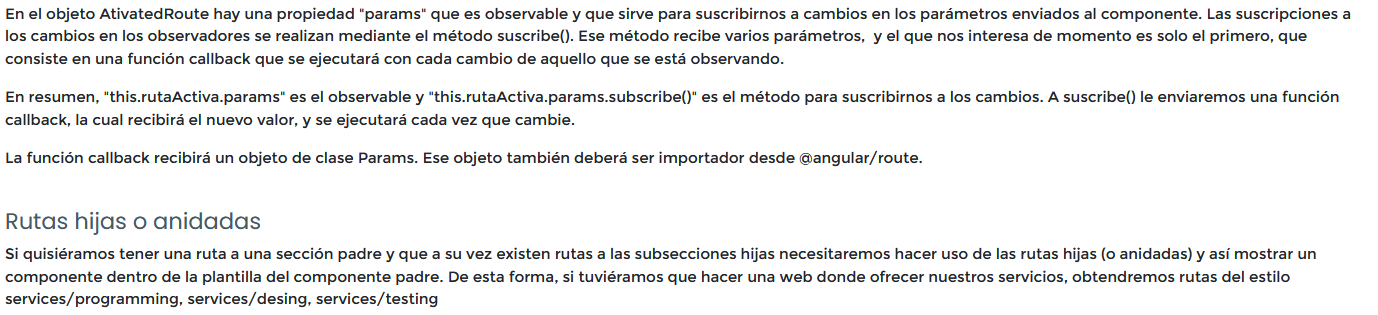 En el objeto AtivatedRoute hay una propiedad "params" que es observable y que sirve para suscribirnos a cambios en los parámetros enviados al componente. Las suscripciones a
los cambios en los observadores se realizan mediante el método suscribe(). Ese método recibe varios parámetros,  y el que nos interesa de momento es solo el primero, que
consiste en una función callback que se ejecutará con cada cambio de aquello que se está observando.
En resumen, "this.rutaActiva.params" es el observable y "this.rutaActiva.params.subscribe()" es el método para suscribirnos a los cambios. A suscribe() le enviaremos una función
callback, la cual recibirá el nuevo valor, y se ejecutará cada vez que cambie.
La función callback recibirá un objeto de clase Params. Ese objeto también deberá ser importador desde @angular/route.
Rutas hijas o anidadas
Si quisiéramos tener una ruta a una sección padre y que a su vez existen rutas a las subsecciones hijas necesitaremos hacer uso de las rutas hijas (o anidadas) y así mostrar un
componente dentro de la plantilla del componente padre. De esta forma, si tuviéramos que hacer una web donde ofrecer nuestros servicios, obtendremos rutas del estilo
services/programming, services/desing, services/testing